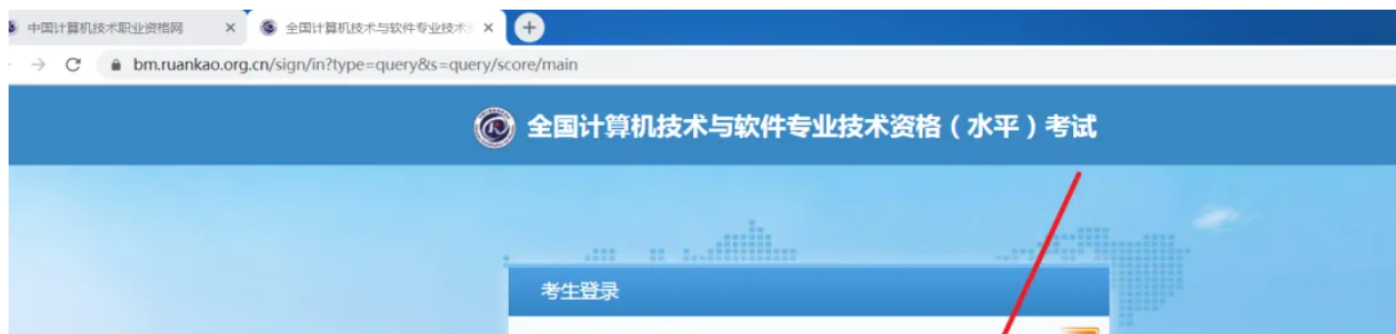 中国计算机技术职业资格网
全国计算机技术与软件专业技术
bm.ruankao.org.cn/sign/in?type=query&s=query/score/main
全国计算机技术与软件专业技术资格（水平）考试
考生登录